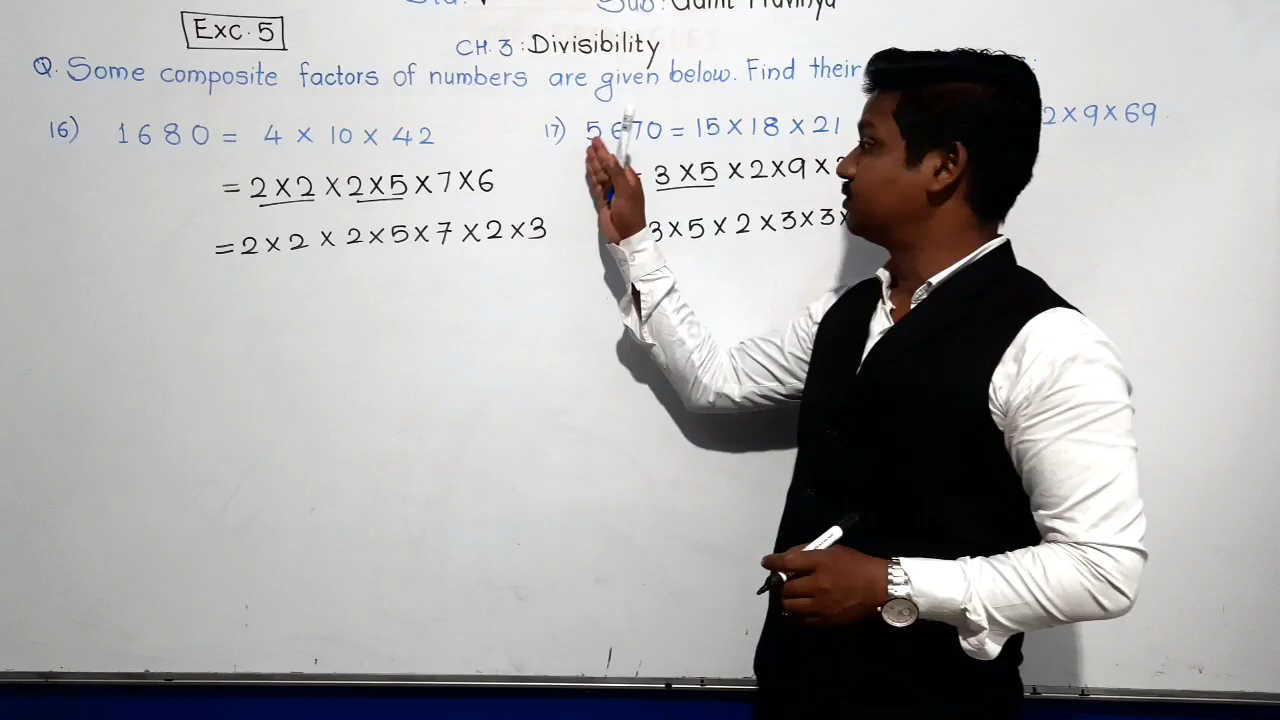 Exc. 5
CH. 3 : Divisibility
Q. Some composite factors of numbers are given below. Find their
16) 1680 = 4 × 10 × 42
= 2 × 2 × 2 × 5 × 7 × 6
= 2 × 2 × 2 × 5 × 7 × 2 × 3
17) 5670 = 15 × 18 × 21
3 × 5 × 2 × 9 ×
3 × 5 × 2 × 3 × 3 ×
2 × 9 × 69